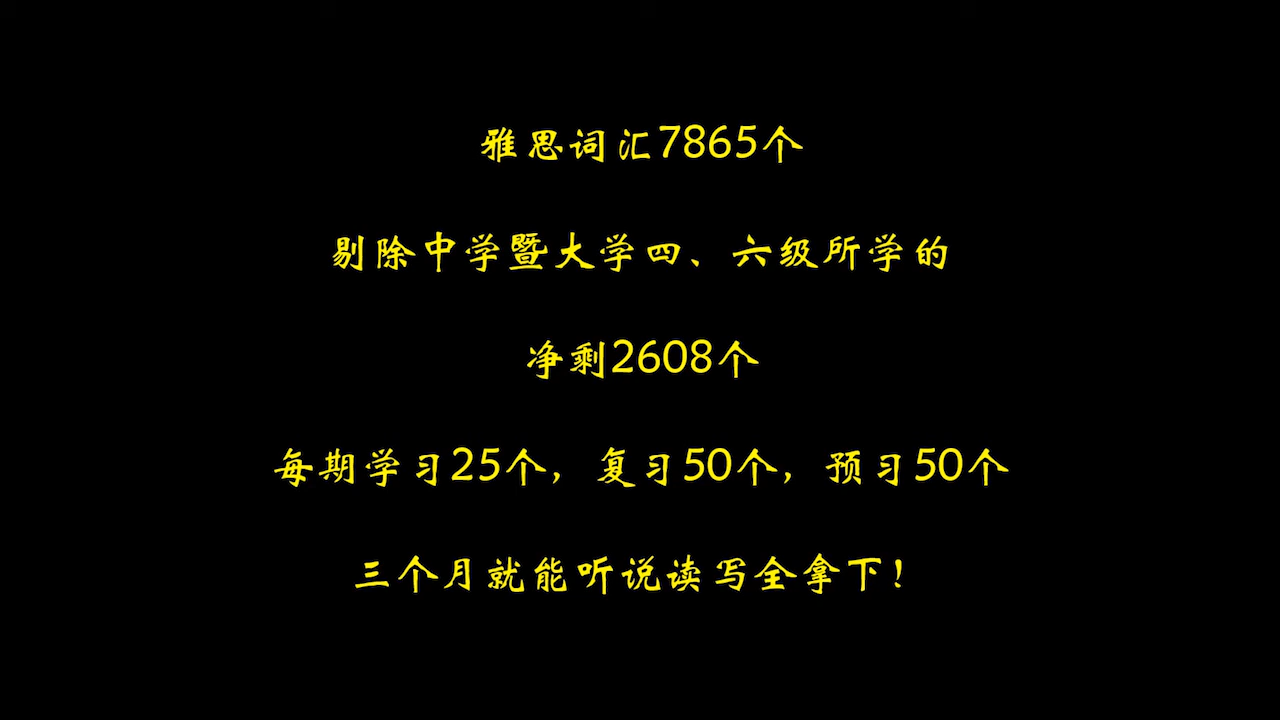 雅思词汇7865个
剔除中学暨大学四、六级所学的
净剩2608个
每期学习25个，复习50个，预习50个
三个月就能听说读写全拿下！